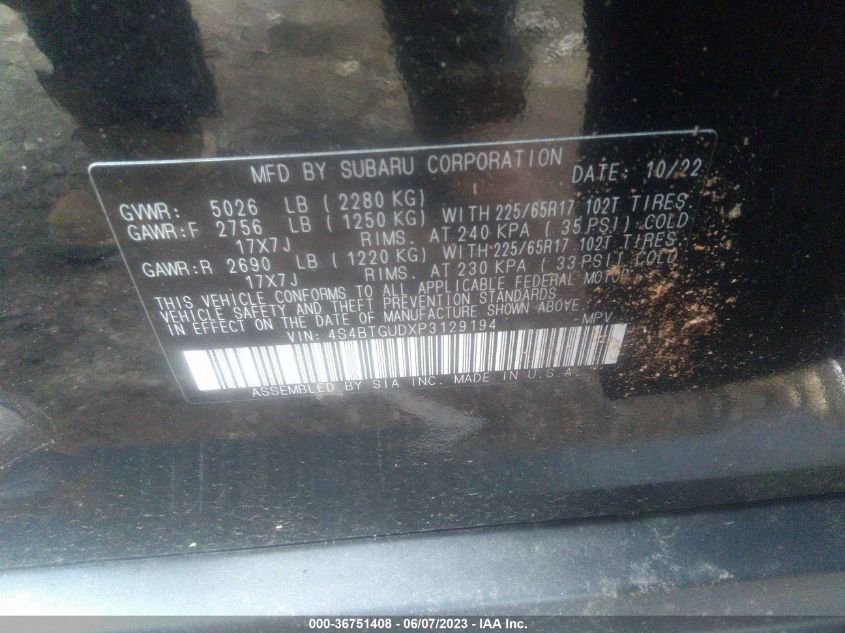 MFD BY SUBARU CORPORATION DATE: 10/22
GVWR: 5026 LB ( 2280 KG)
GAWR:F 2756 LB ( 1250 KG) WITH 225/65R17 102T TIRES.
17X7J RIMS. AT 240 KPA ( 35 PSI) COLD
GAWR:R 2690 LB ( 1220 KG) WITH 225/65R17 102T TIRES.
17X7J RIMS. AT 230 KPA ( 33 PSI) COLD
THIS VEHICLE CONFORMS TO ALL APPLICABLE FEDERAL MOTOR
VEHICLE SAFETY AND THEFT PREVENTION STANDARDS
IN EFFECT ON THE DATE OF MANUFACTURE SHOWN ABOVE.
VIN: 4S4BTGUDXP3129194 MPV
ASSEMBLED BY SIA INC. MADE IN U.S.A.
000-36751408 - 06/07/2023 - IAA Inc.